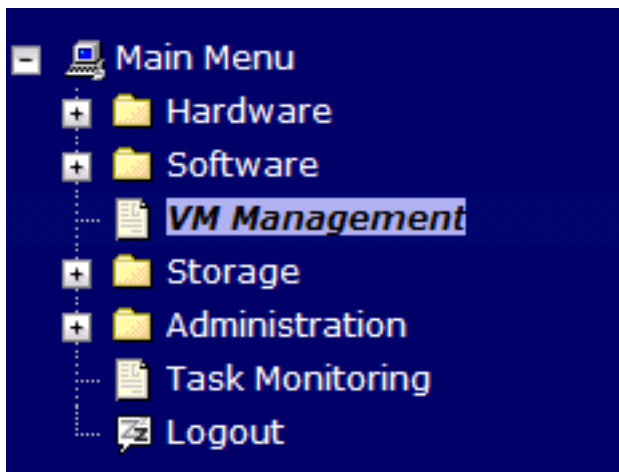 Main Menu
Hardware
Software
VM Management
Storage
Administration
Task Monitoring
Logout